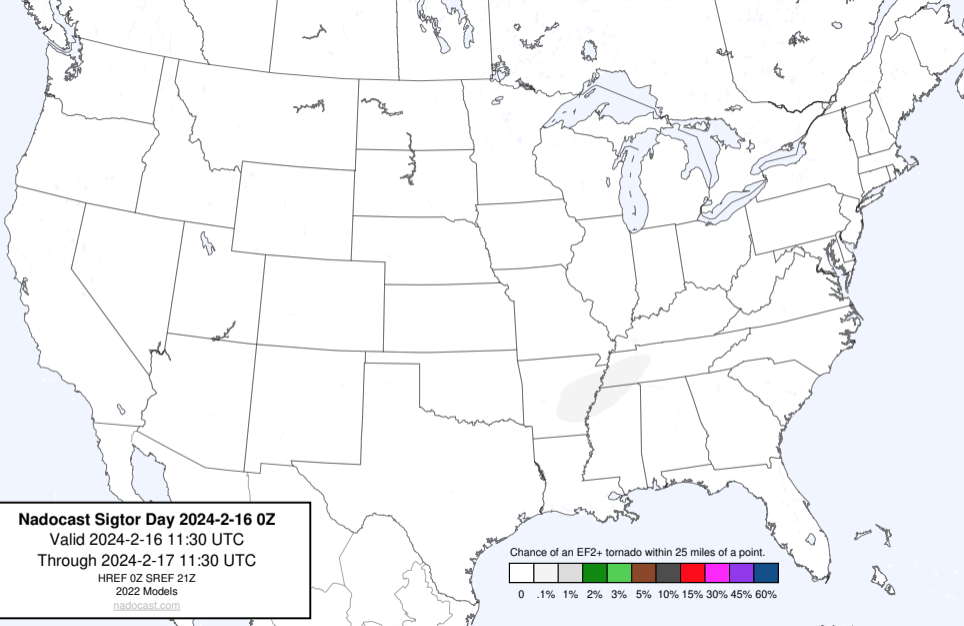 Nadocast Sigtor Day 2024-2-16 0Z
Valid 2024-2-16 11:30 UTC
Through 2024-2-17 11:30 UTC
HREF 0Z SREF 21Z
2022 Models
nadocast.com
Chance of an EF2+ tornado within 25 miles of a point.
0 .1% 1% 2% 3% 5% 10% 15% 30% 45% 60%